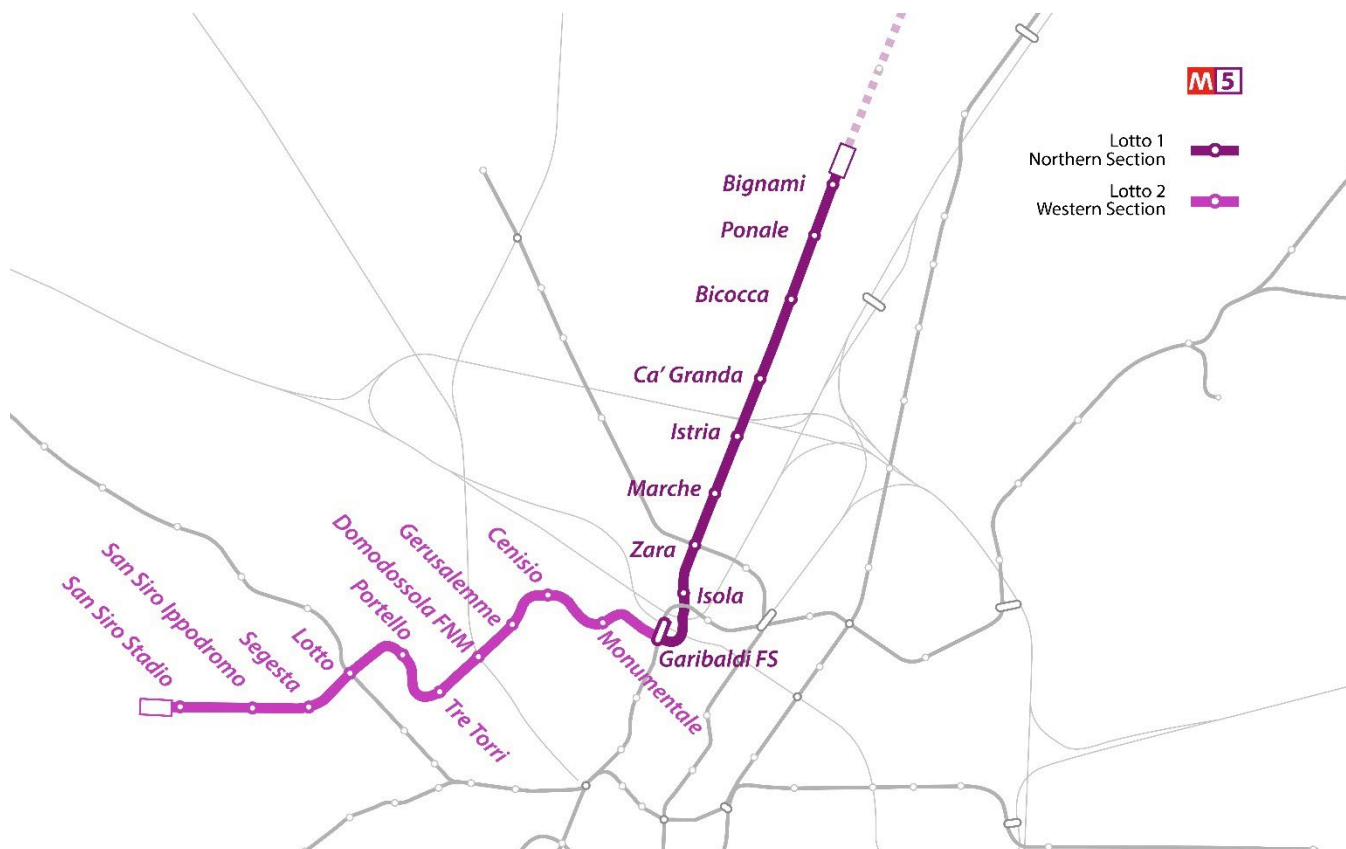 M 5
Lotto 1
Northern Section
Lotto 2
Western Section
Bignami
Ponale
Bicocca
Ca' Granda
Istria
Marche
Zara
Isola
Garibaldi FS
Monumentale
Cenisio
Gerusalemme
Domodossola FNM
Tre Torri
Portello
Lotto
Segesta
San Siro Ippodromo
San Siro Stadio